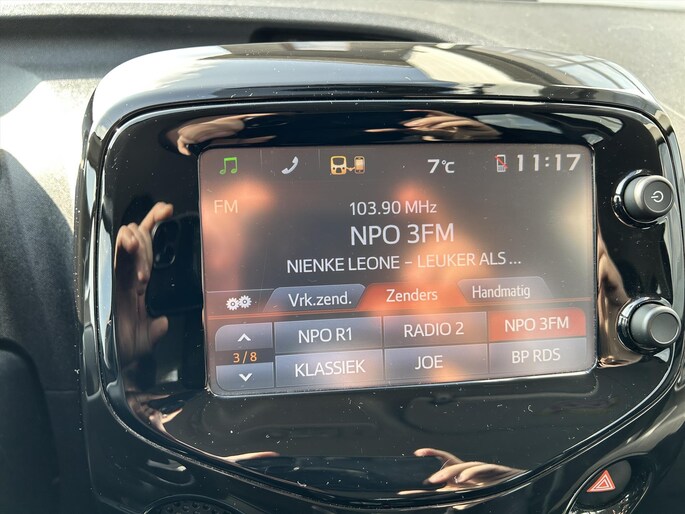 7°C 11:17
FM
103.90 MHz
NPO 3FM
NIENKE LEONE – LEUKER ALS ...
Vrk.zend. Zenders Handmatig
NPO R1 RADIO 2 NPO 3FM
3/8
KLASSIEK JOE BP RDS